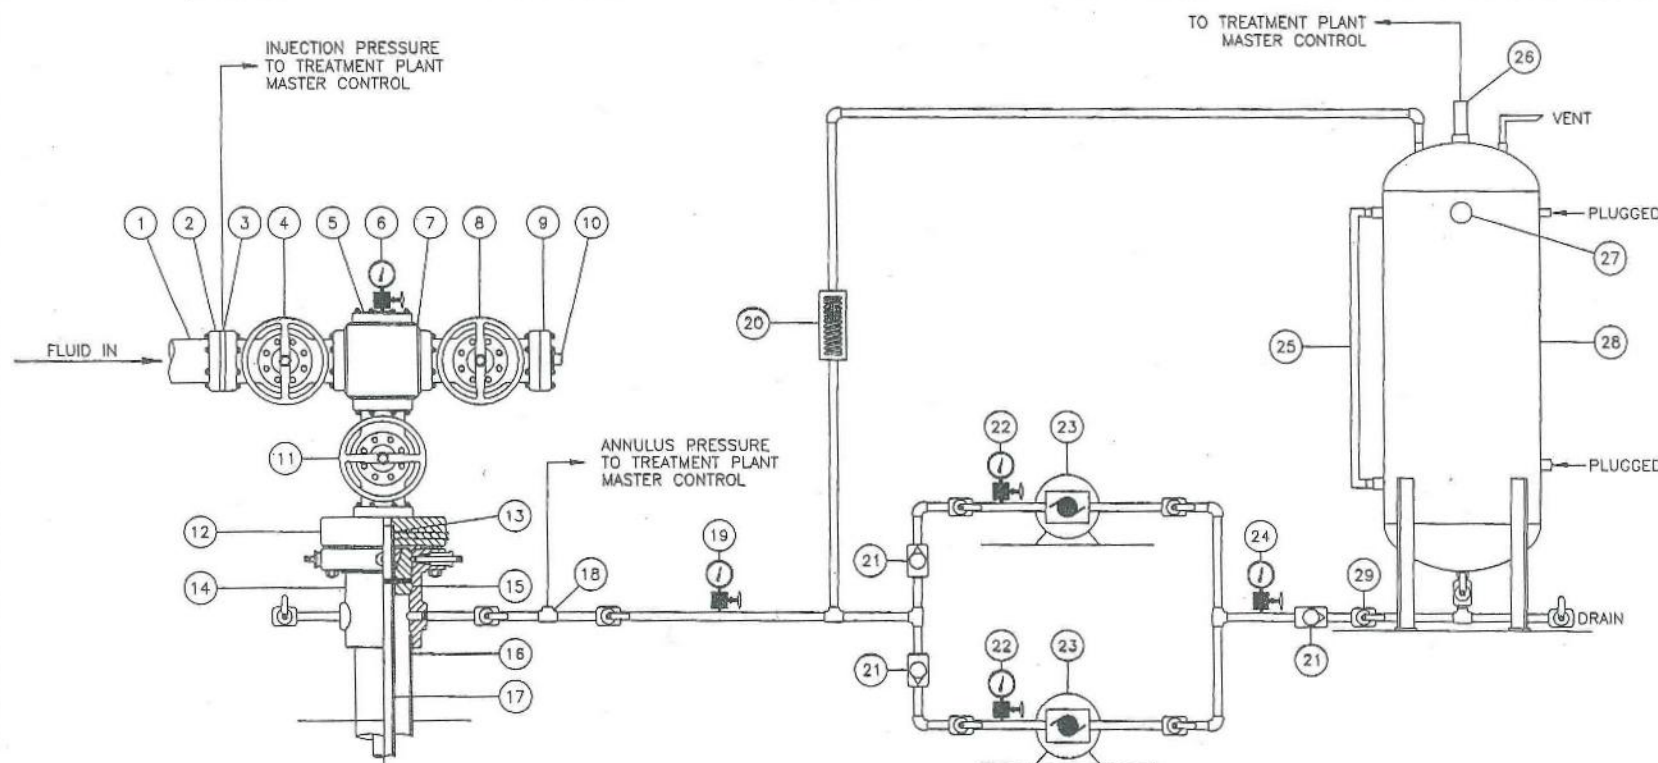 TO TREATMENT PLANT
MASTER CONTROL
INJECTION PRESSURE
TO TREATMENT PLANT
MASTER CONTROL
26
VENT
1
2
3
4
5
6
7
8
9
10
PLUGGED
27
FLUID IN
20
25
28
11
ANNULUS PRESSURE
TO TREATMENT PLANT
MASTER CONTROL
22
23
PLUGGED
12
13
19
24
14
15
18
21
29
DRAIN
16
22
23
21
21
17